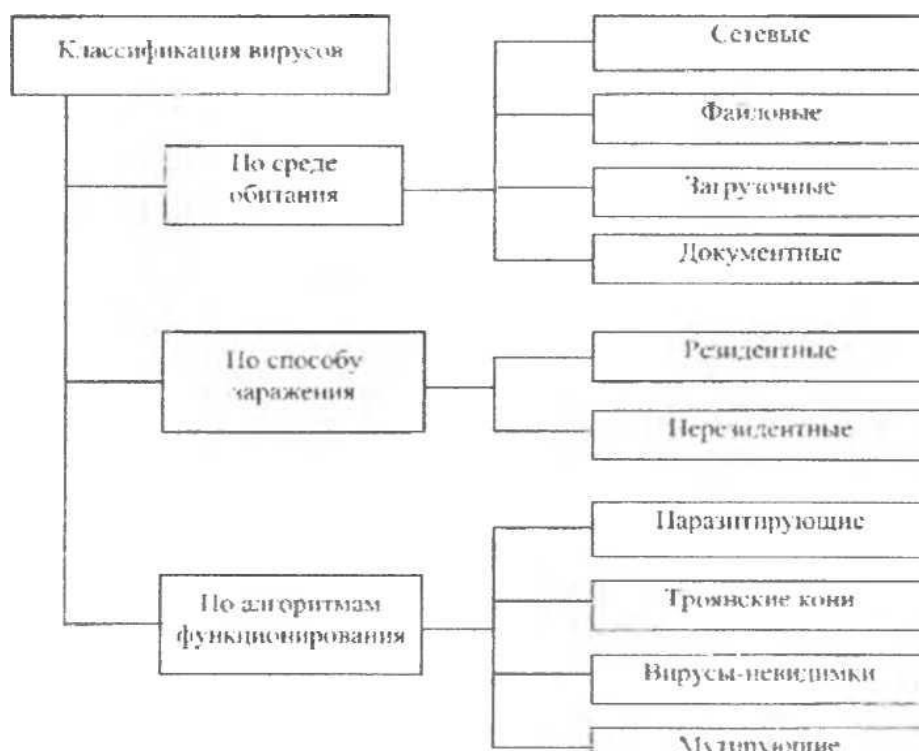 Классификация вирусов
По среде
обитания
Сетевые
Файловые
Загрузочные
Документные
По способу
заражения
Резидентные
Нерезидентные
По алгоритмам
функционирования
Паразитирующие
Троянские кони
Вирусы-невидимки
Мутирующие